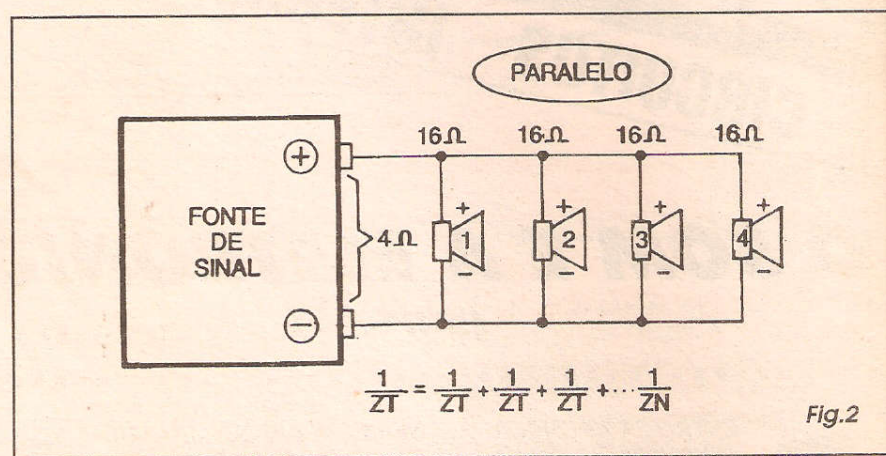 PARALELO
16Ω 16Ω 16Ω 16Ω
+
FONTE
DE
SINAL
4Ω
+ + + +
1 2 3 4
- - - -
-
1/ZT = 1/ZT + 1/ZT + 1/ZT + ... 1/ZN
Fig.2